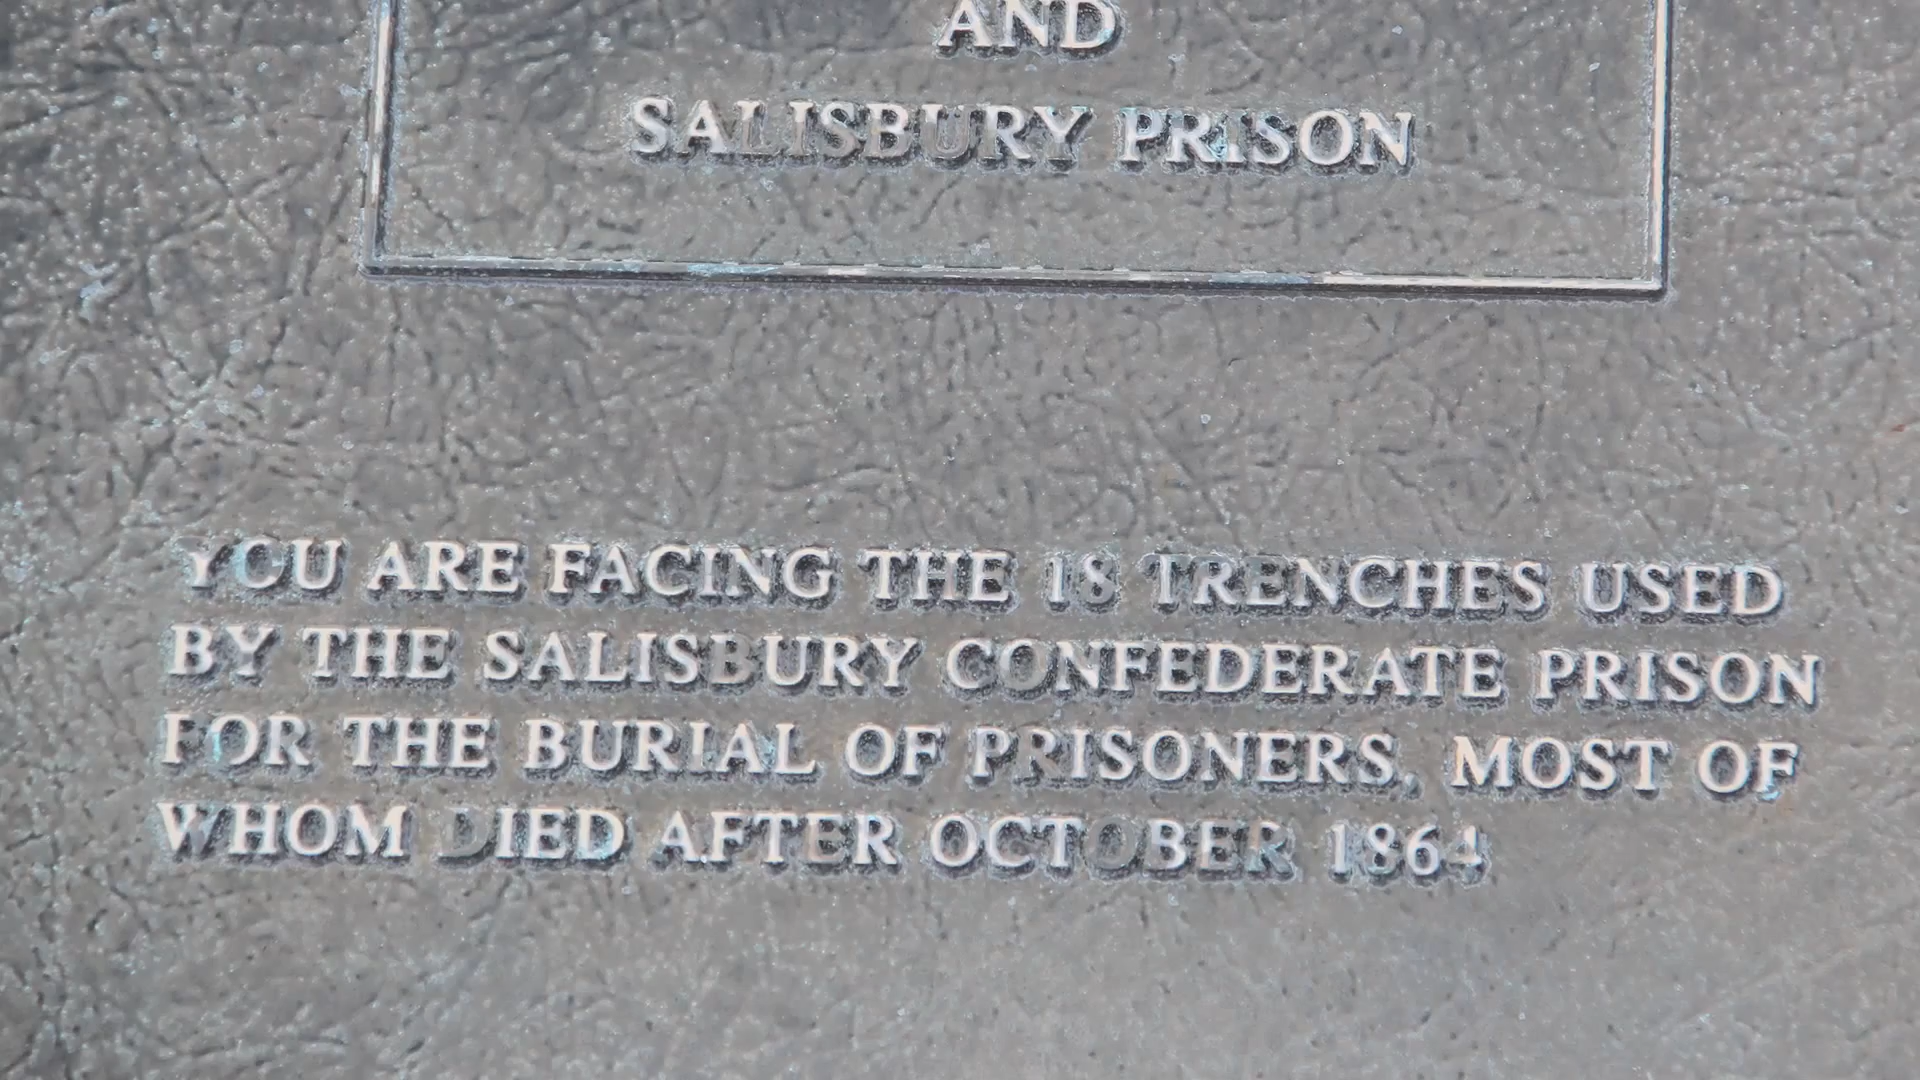 AND
SALISBURY PRISON
YOU ARE FACING THE 18 TRENCHES USED
BY THE SALISBURY CONFEDERATE PRISON
FOR THE BURIAL OF PRISONERS, MOST OF
WHOM DIED AFTER OCTOBER 1864